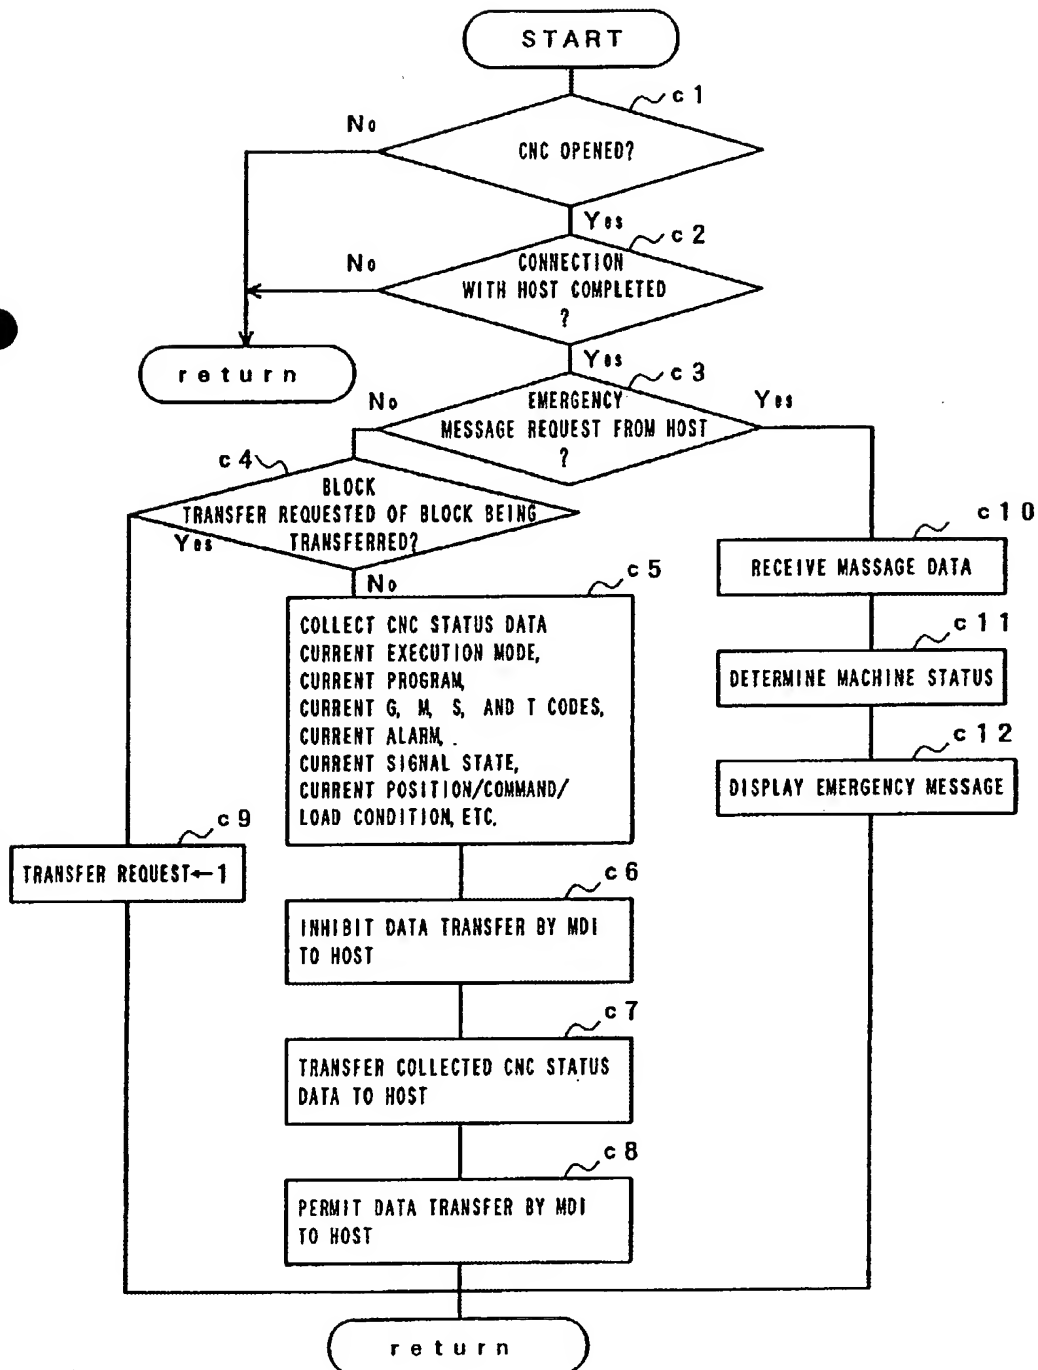 START
c1
No
CNC OPENED?
Yes
c2
No
CONNECTION
WITH HOST COMPLETED
?
Yes
return
c3
No
EMERGENCY
MESSAGE REQUEST FROM HOST
?
Yes
c4
BLOCK
TRANSFER REQUESTED OF BLOCK BEING
TRANSFERRED?
Yes
No
c10
RECEIVE MASSAGE DATA
c5
COLLECT CNC STATUS DATA
CURRENT EXECUTION MODE,
CURRENT PROGRAM,
CURRENT G, M, S, AND T CODES,
CURRENT ALARM, .
CURRENT SIGNAL STATE,
CURRENT POSITION/COMMAND/
LOAD CONDITION, ETC.
c11
DETERMINE MACHINE STATUS
c12
DISPLAY EMERGENCY MESSAGE
c9
TRANSFER REQUEST←1
c6
INHIBIT DATA TRANSFER BY MDI
TO HOST
c7
TRANSFER COLLECTED CNC STATUS
DATA TO HOST
c8
PERMIT DATA TRANSFER BY MDI
TO HOST
return